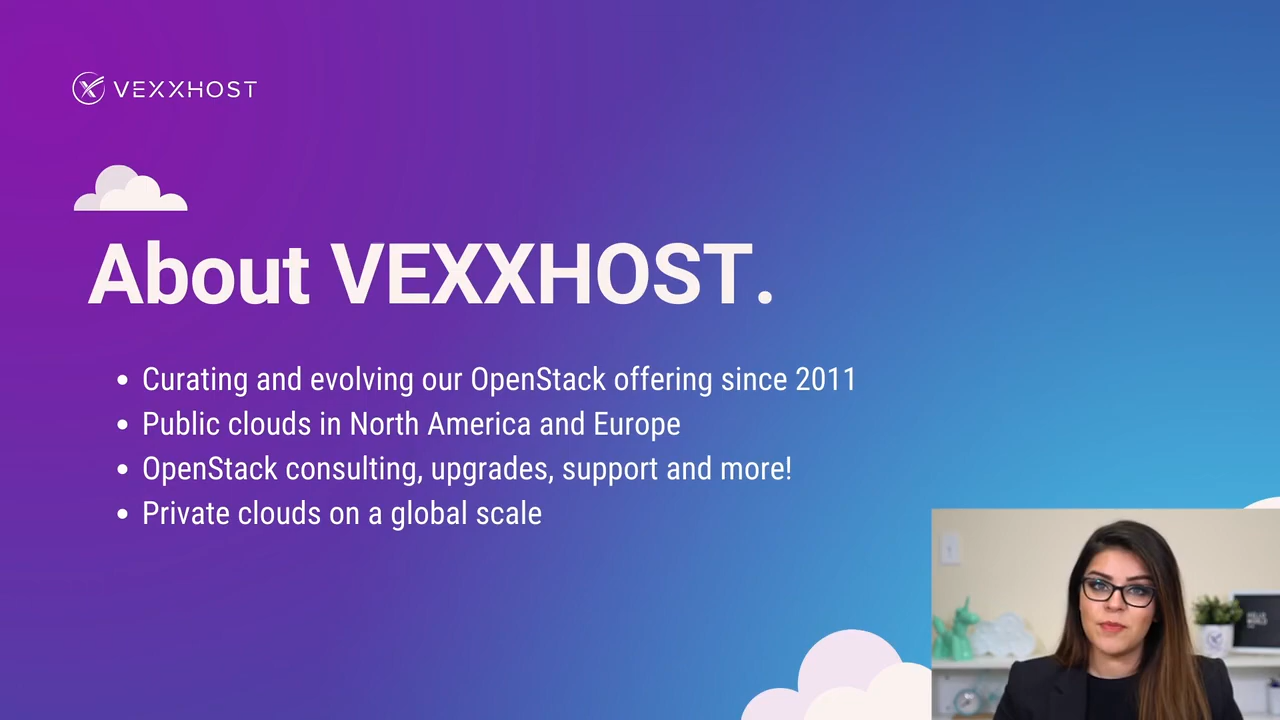 VEXXHOST
About VEXXHOST.
• Curating and evolving our OpenStack offering since 2011
• Public clouds in North America and Europe
• OpenStack consulting, upgrades, support and more!
• Private clouds on a global scale